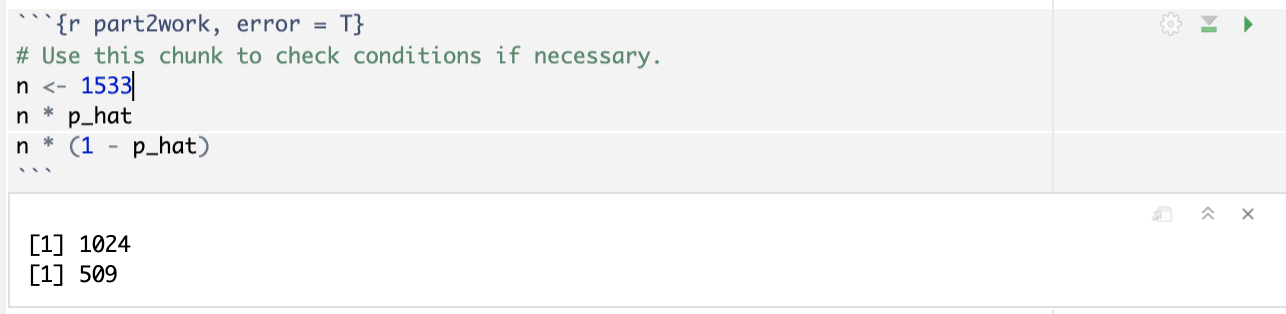 ```{r part2work, error = T}
# Use this chunk to check conditions if necessary.
n <- 1533
n * p_hat
n * (1 - p_hat)
```
[1] 1024
[1] 509